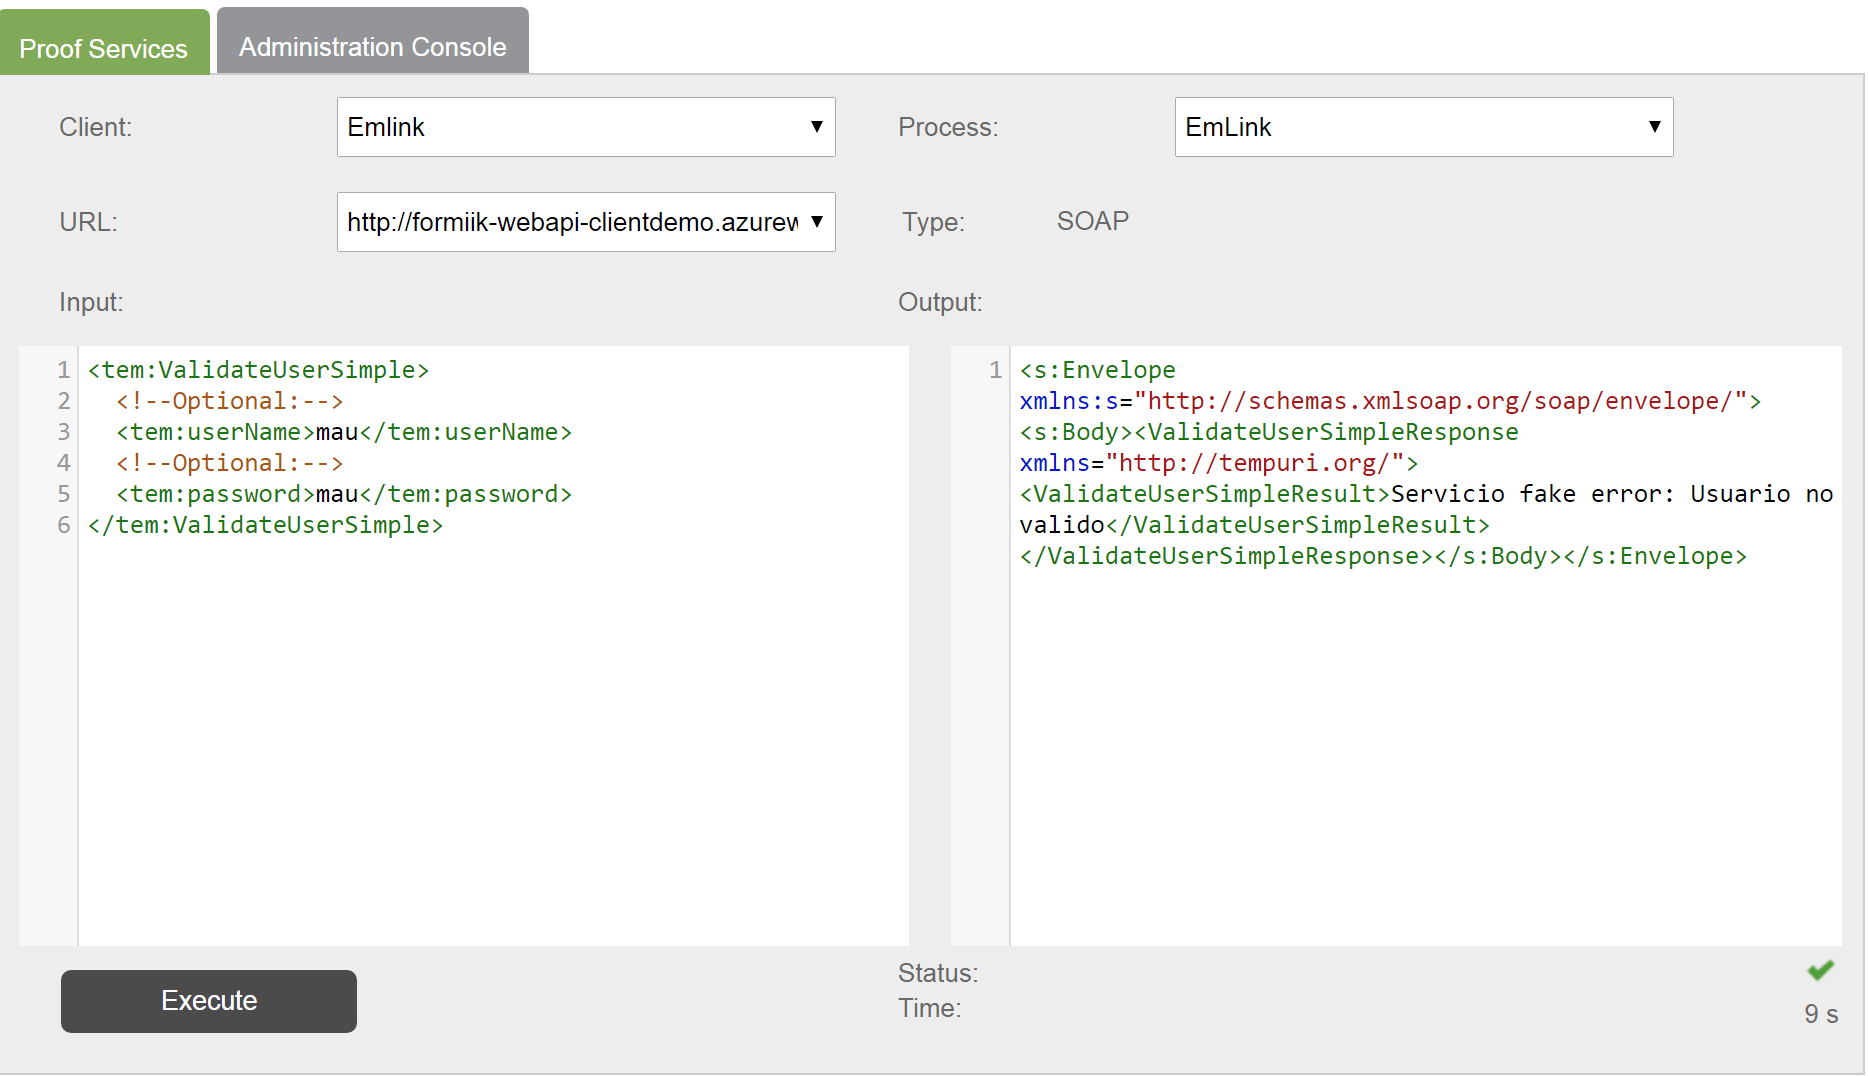 Proof Services
Administration Console
Client:
Emlink
Process:
EmLink
URL:
http://formiik-webapi-clientdemo.azurew
Type:
SOAP
Input:
Output:
1 <tem:ValidateUserSimple>
2 <!--Optional:-->
3 <tem:userName>mau</tem:userName>
4 <!--Optional:-->
5 <tem:password>mau</tem:password>
6 </tem:ValidateUserSimple>
1 <s:Envelope
xmlns:s="http://schemas.xmlsoap.org/soap/envelope/">
<s:Body><ValidateUserSimpleResponse
xmlns="http://tempuri.org/">
<ValidateUserSimpleResult>Servicio fake error: Usuario no
valido</ValidateUserSimpleResult>
</ValidateUserSimpleResponse></s:Body></s:Envelope>
Execute
Status:
Time:
9 s